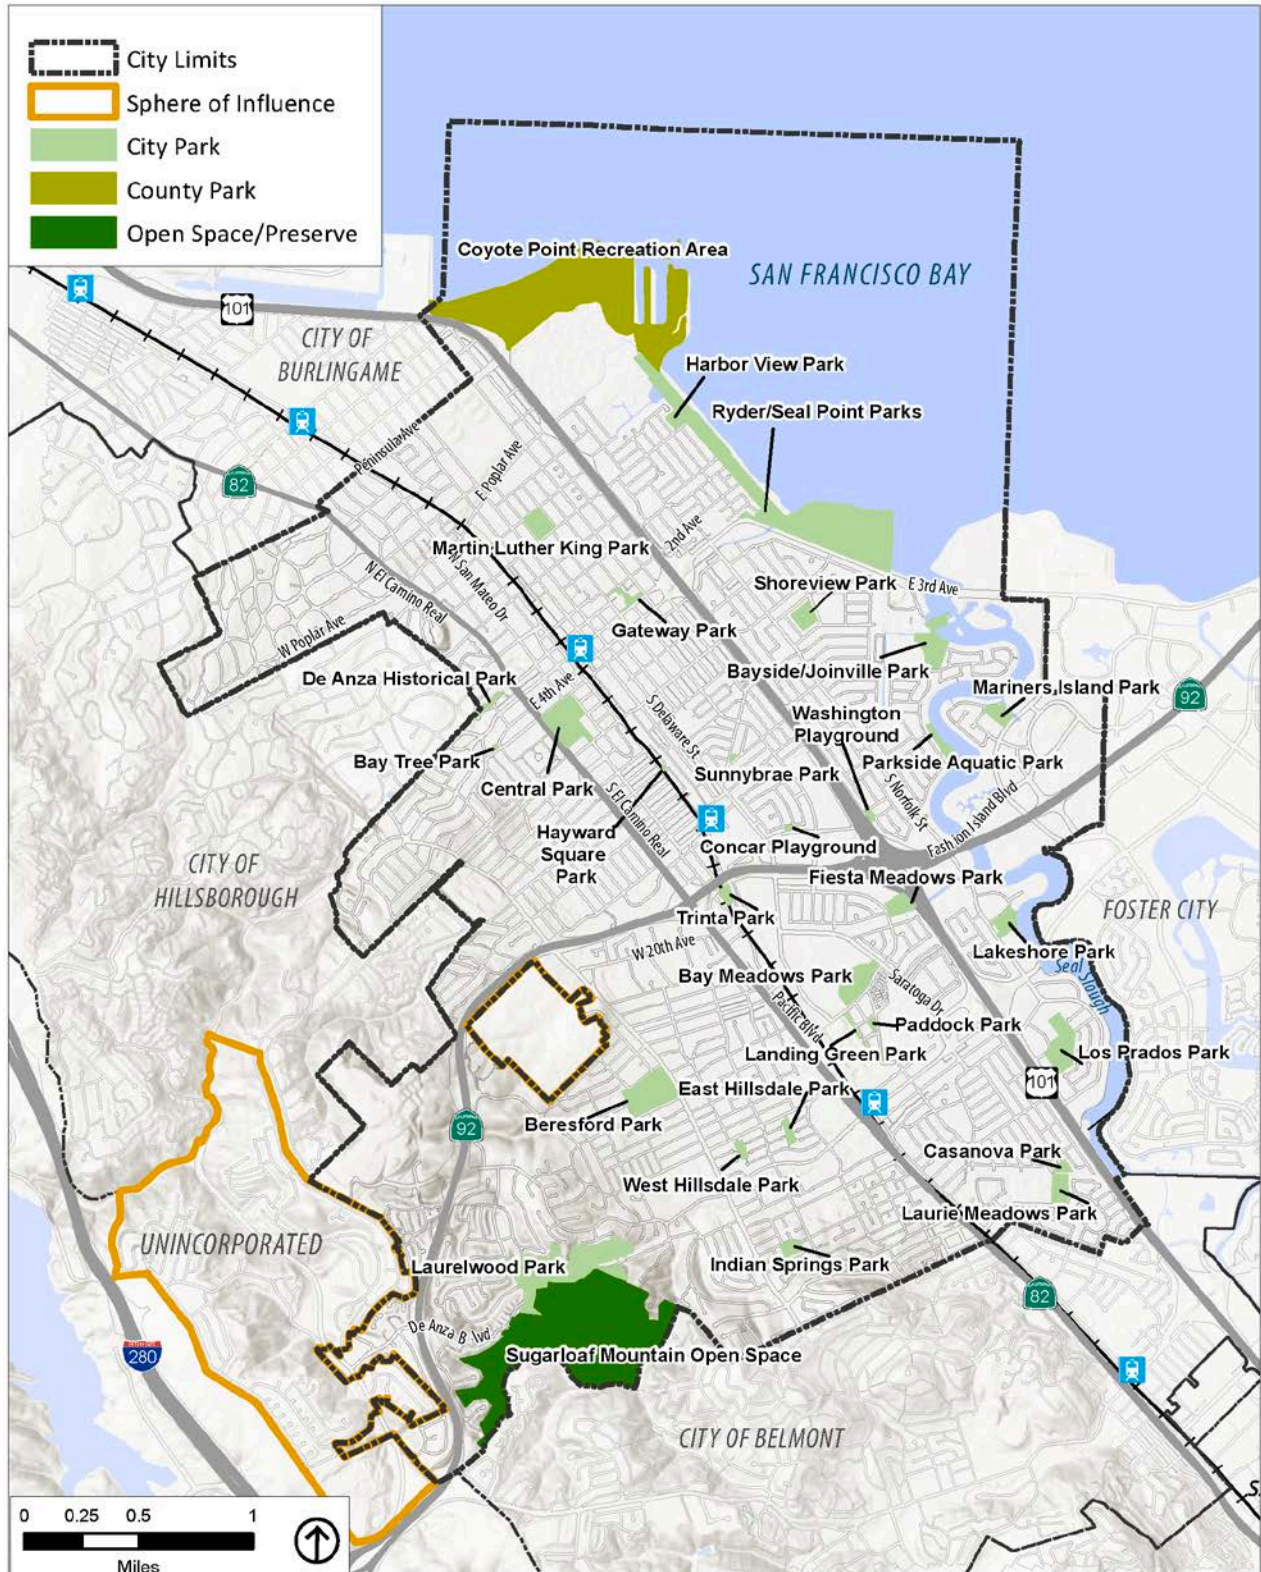 City Limits
Sphere of Influence
City Park
County Park
Open Space/Preserve
Coyote Point Recreation Area
SAN FRANCISCO BAY
101
CITY OF
BURLINGAME
Harbor View Park
Ryder/Seal Point Parks
Peninsula Ave
E Poplar Ave
82
2nd Ave
Martin Luther King Park
N San Mateo Dr
N El Camino Real
Shoreview Park
E 3rd Ave
W Poplar Ave
Gateway Park
Bayside/Joinville Park
De Anza Historical Park
E 4th Ave
Mariners Island Park
92
S Delaware St
Washington
Playground
Bay Tree Park
Central Park
Sunnybrae Park
Parkside Aquatic Park
S Norfolk St
Fashion Island Blvd
S El Camino Real
Hayward
Square
Park
Concar Playground
CITY OF
HILLSBOROUGH
Fiesta Meadows Park
Trinta Park
FOSTER CITY
W 20th Ave
Lakeshore Park
Seal Slough
Bay Meadows Park
Saratoga Dr
Pacific Blvd
Paddock Park
Landing Green Park
Los Prados Park
101
East Hillsdale Park
92
Beresford Park
Casanova Park
West Hillsdale Park
Laurie Meadows Park
UNINCORPORATED
Laurelwood Park
Indian Springs Park
82
De Anza Blvd
280
Sugarloaf Mountain Open Space
CITY OF BELMONT
0 0.25 0.5 1
Miles